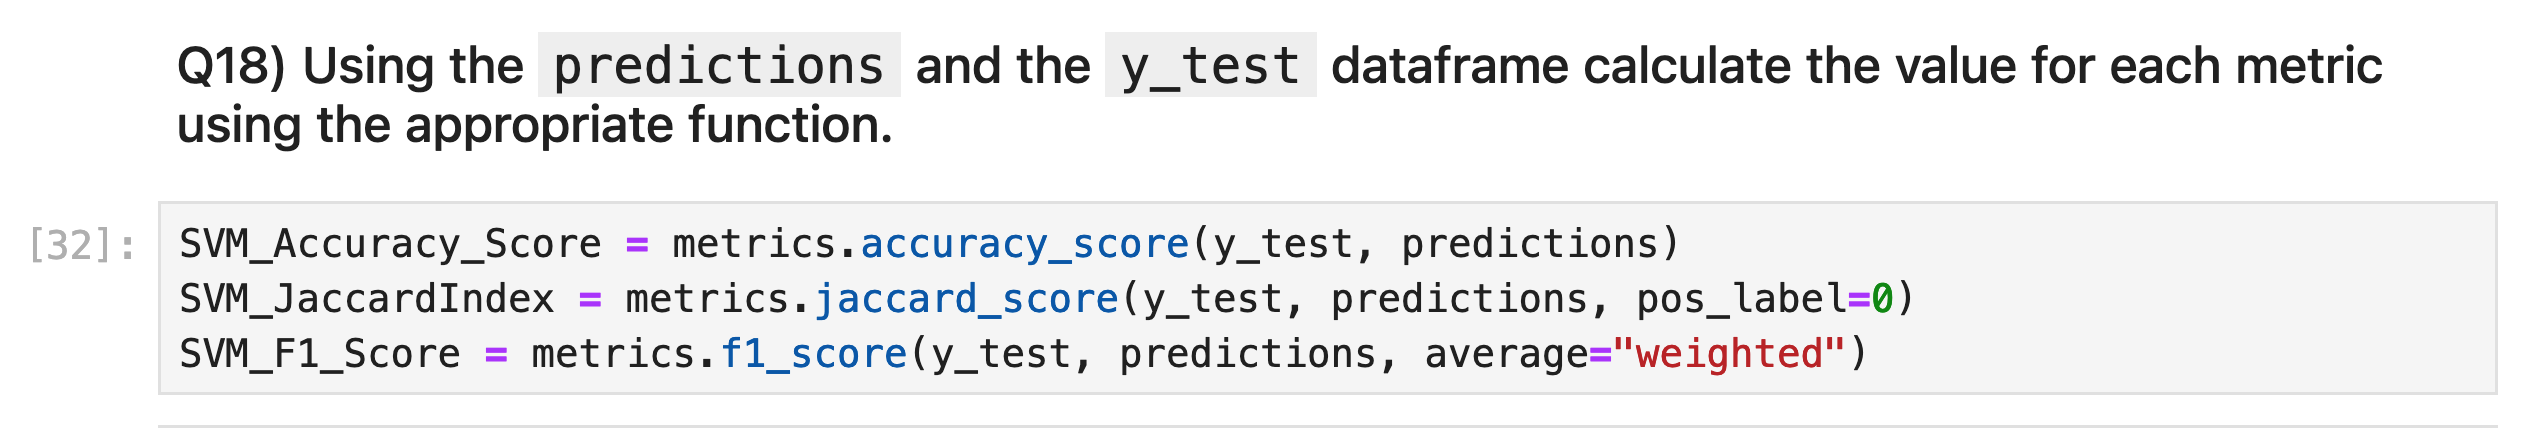 Q18) Using the predictions and the y_test dataframe calculate the value for each metric
using the appropriate function.
[32]:
SVM_Accuracy_Score = metrics.accuracy_score(y_test, predictions)
SVM_JaccardIndex = metrics.jaccard_score(y_test, predictions, pos_label=0)
SVM_F1_Score = metrics.f1_score(y_test, predictions, average="weighted")